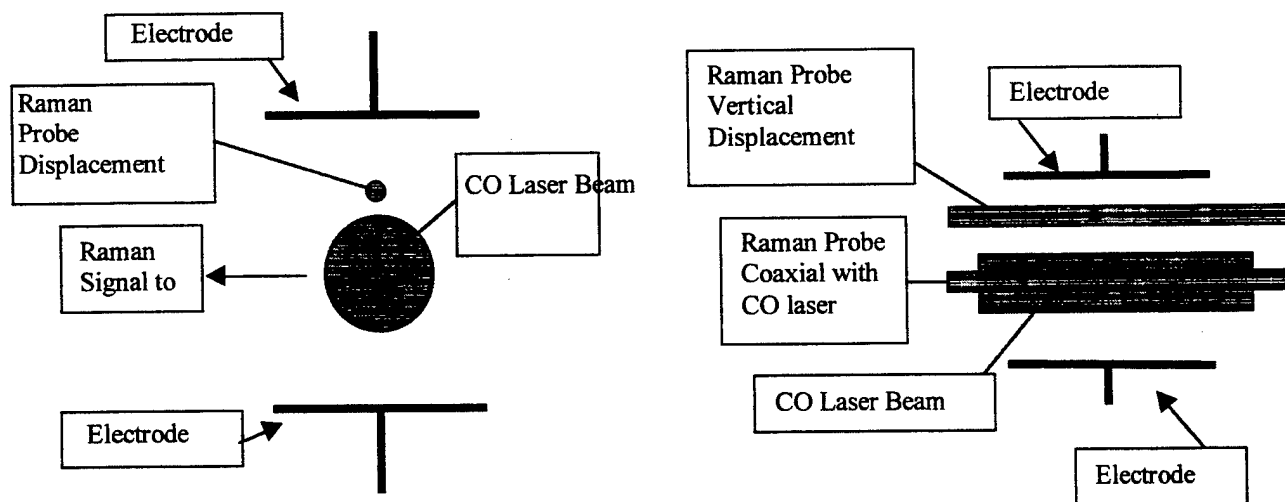 Electrode
Raman
Probe
Displacement
CO Laser Beam
Raman
Signal to
Electrode
Raman Probe
Vertical
Displacement
Electrode
Raman Probe
Coaxial with
CO laser
CO Laser Beam
Electrode